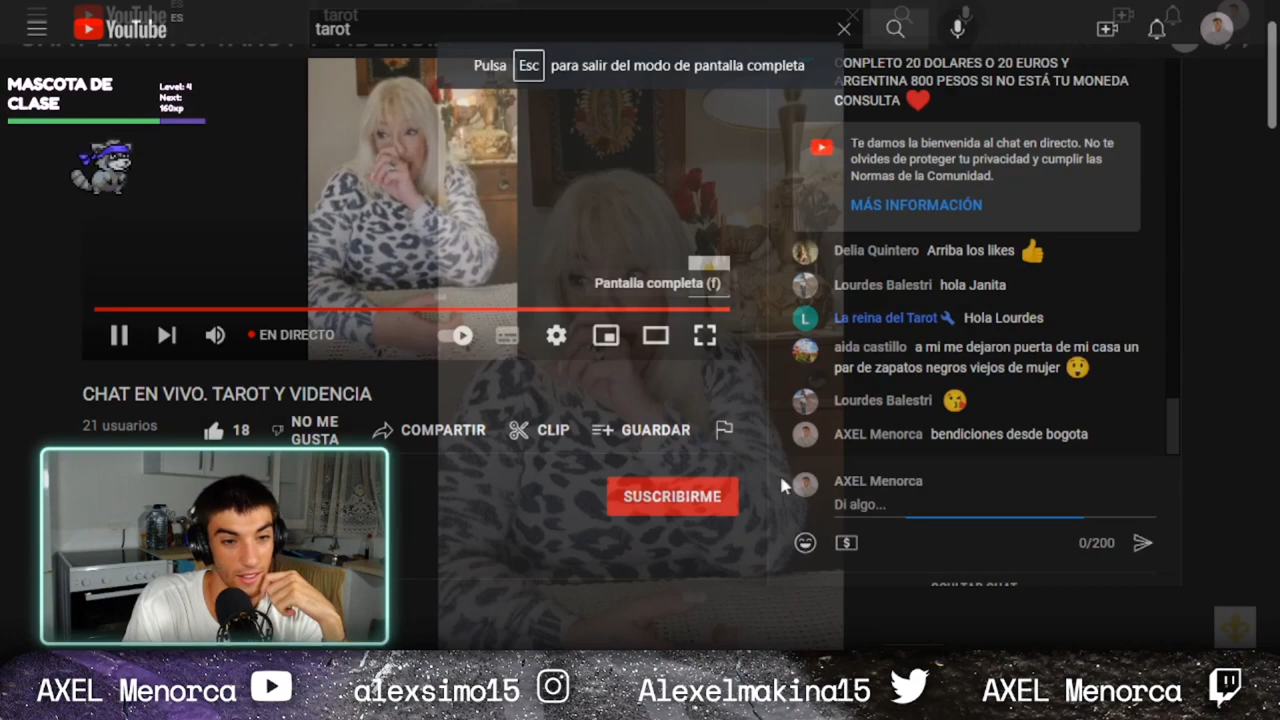 ES
YouTube ES
tarot
tarot
Pulsa Esc para salir del modo de pantalla completa
MASCOTA DE
CLASE
Level: 4
Next:
160xp
CONPLETO 20 DOLARES O 20 EUROS Y
ARGENTINA 800 PESOS SI NO ESTÁ TU MONEDA
CONSULTA
Te damos la bienvenida al chat en directo. No te
olvides de proteger tu privacidad y cumplir las
Normas de la Comunidad.
MÁS INFORMACIÓN
Delia Quintero Arriba los likes
Lourdes Balestri hola Janita
L La reina del Tarot Hola Lourdes
aida castillo a mi me dejaron puerta de mi casa un
par de zapatos negros viejos de mujer
Lourdes Balestri
AXEL Menorca bendiciones desde bogota
AXEL Menorca
Di algo...
0/200
Pantalla completa (f)
EN DIRECTO
CHAT EN VIVO. TAROT Y VIDENCIA
21 usuarios
18
NO ME
GUSTA
COMPARTIR
CLIP
GUARDAR
SUSCRIBIRME
OCULTAR CHAT
AXEL Menorca
alexsimo15
Alexelmakina15
AXEL Menorca